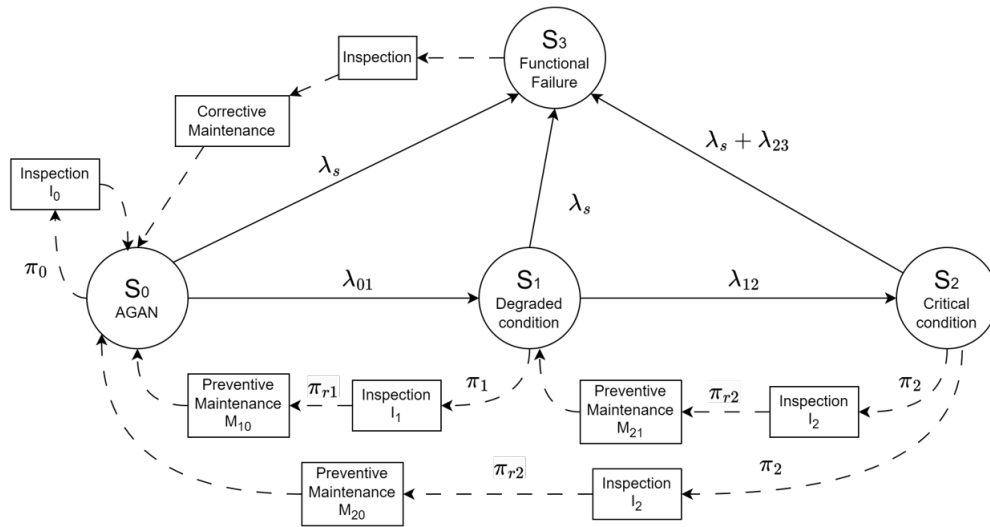 S₃
Functional
Failure
Inspection
Corrective
Maintenance
λₛ + λ₂₃
λₛ
Inspection
I₀
λₛ
π₀
S₀
AGAN
λ₀₁
S₁
Degraded
condition
λ₁₂
S₂
Critical
condition
Preventive
Maintenance
M₁₀
πᵣ₁
Inspection
I₁
π₁
Preventive
Maintenance
M₂₁
πᵣ₂
Inspection
I₂
π₂
Preventive
Maintenance
M₂₀
πᵣ₂
Inspection
I₂
π₂